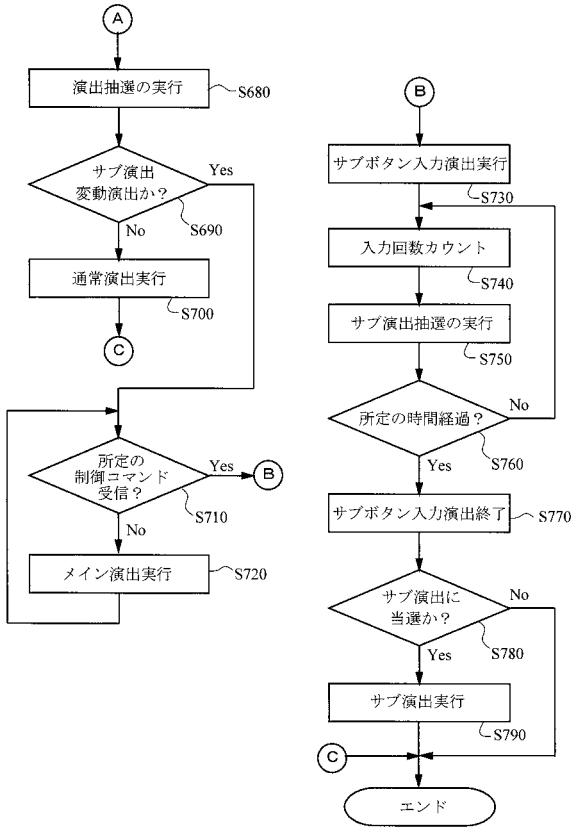 A
演出抽選の実行
S680
サブ演出
変動演出か？
Yes
S690
No
通常演出実行
S700
C
所定の
制御コマンド
受信？
Yes
B
S710
No
メイン演出実行
S720
B
サブボタン入力演出実行
S730
入力回数カウント
S740
サブ演出抽選の実行
S750
所定の時間経過？
No
S760
Yes
サブボタン入力演出終了
S770
サブ演出に
当選か？
No
S780
Yes
サブ演出実行
S790
C
エンド